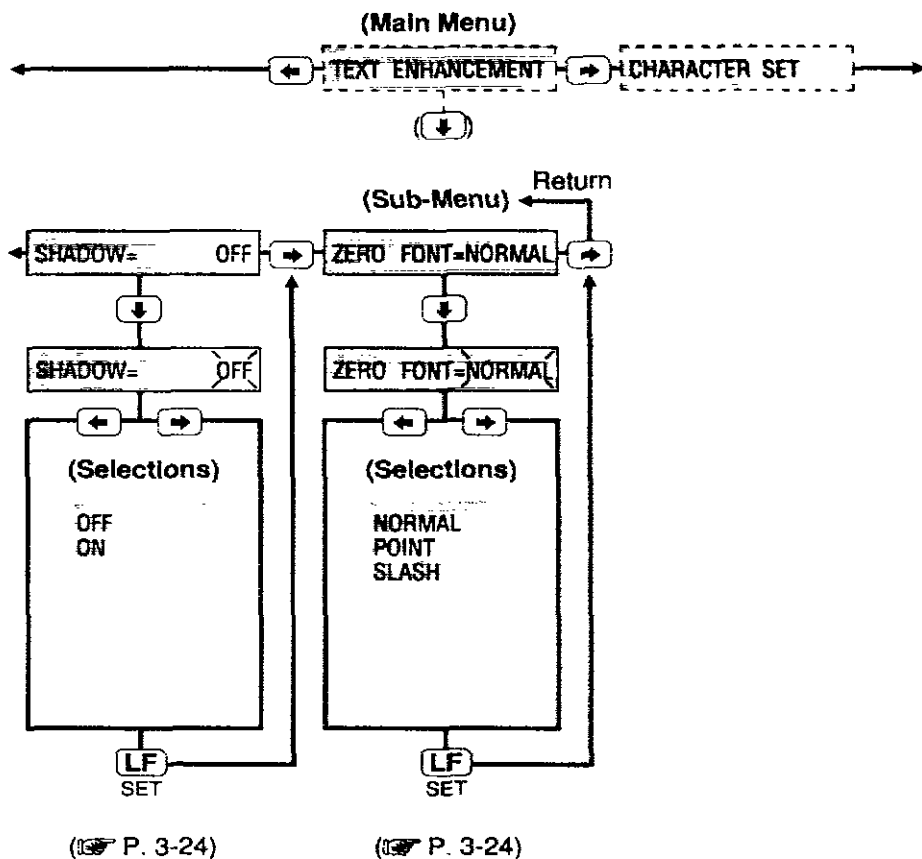 (Main Menu)
TEXT ENHANCEMENT
CHARACTER SET
(Sub-Menu)
Return
SHADOW= OFF
ZERO FONT=NORMAL
SHADOW= OFF
ZERO FONT=NORMAL
(Selections)
OFF
ON
(Selections)
NORMAL
POINT
SLASH
LF
SET
LF
SET
(☞ P. 3-24)
(☞ P. 3-24)